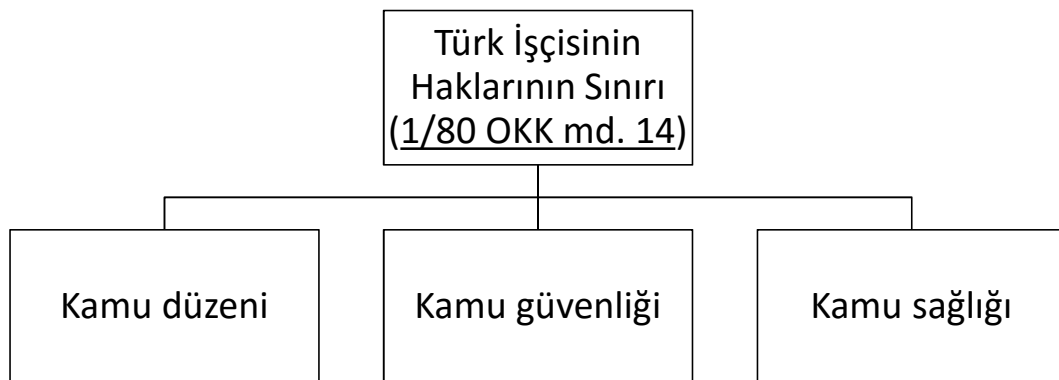 Türk İşçisinin
Haklarının Sınırı
(1/80 OKK md. 14)
Kamu düzeni
Kamu güvenliği
Kamu sağlığı